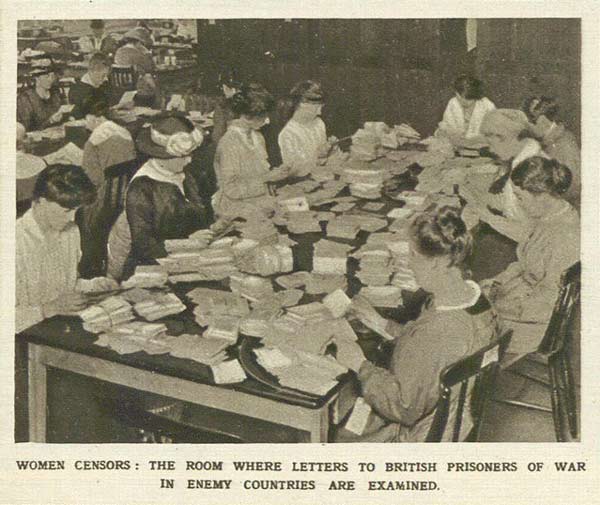 WOMEN CENSORS: THE ROOM WHERE LETTERS TO BRITISH PRISONERS OF WAR
IN ENEMY COUNTRIES ARE EXAMINED.